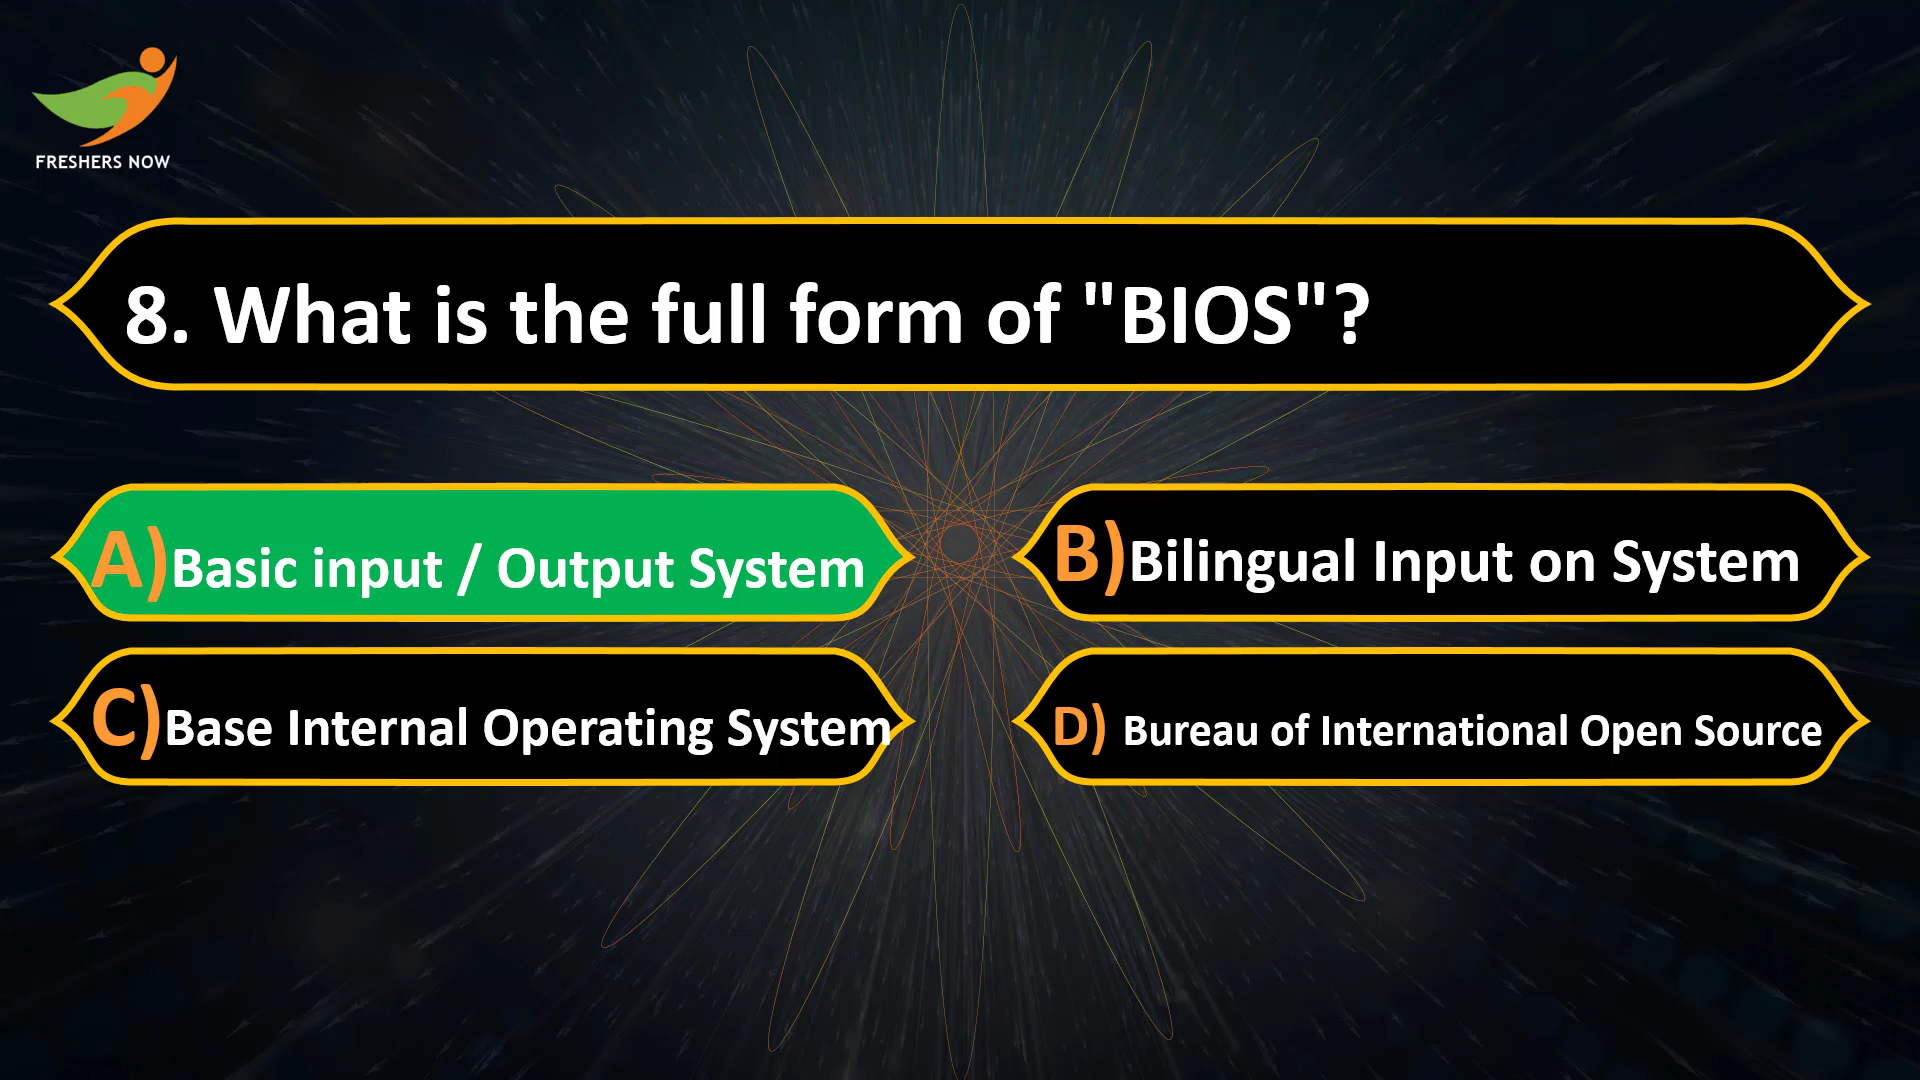 FRESHERS NOW
8. What is the full form of "BIOS"?
A)Basic input / Output System
B)Bilingual Input on System
C)Base Internal Operating System
D) Bureau of International Open Source